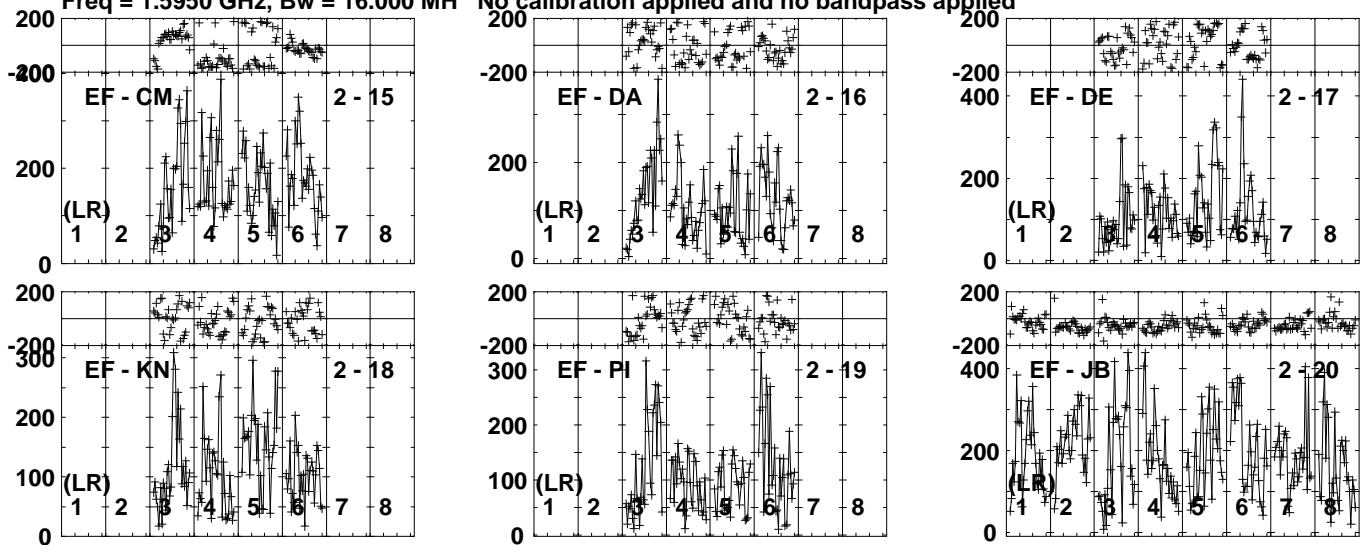 Freq = 1.5950 GHz, Bw = 16.000 MH No calibration applied and no bandpass applied
200
-200
400
EF - CM 2 - 15
200
(LR)
1 2 3 4 5 6 7 8
0
200
-200
EF - DA 2 - 16
200
(LR)
1 2 3 4 5 6 7 8
0
200
-200
400
EF - DE 2 - 17
200
(LR)
1 2 3 4 5 6 7 8
0
200
-200
300
EF - KN 2 - 18
200
100
(LR)
1 2 3 4 5 6 7 8
0
200
-200
300
EF - PI 2 - 19
200
100
(LR)
1 2 3 4 5 6 7 8
0
200
-200
400
EF - JB 2 - 20
200
(LR)
1 2 3 4 5 6 7 8
0